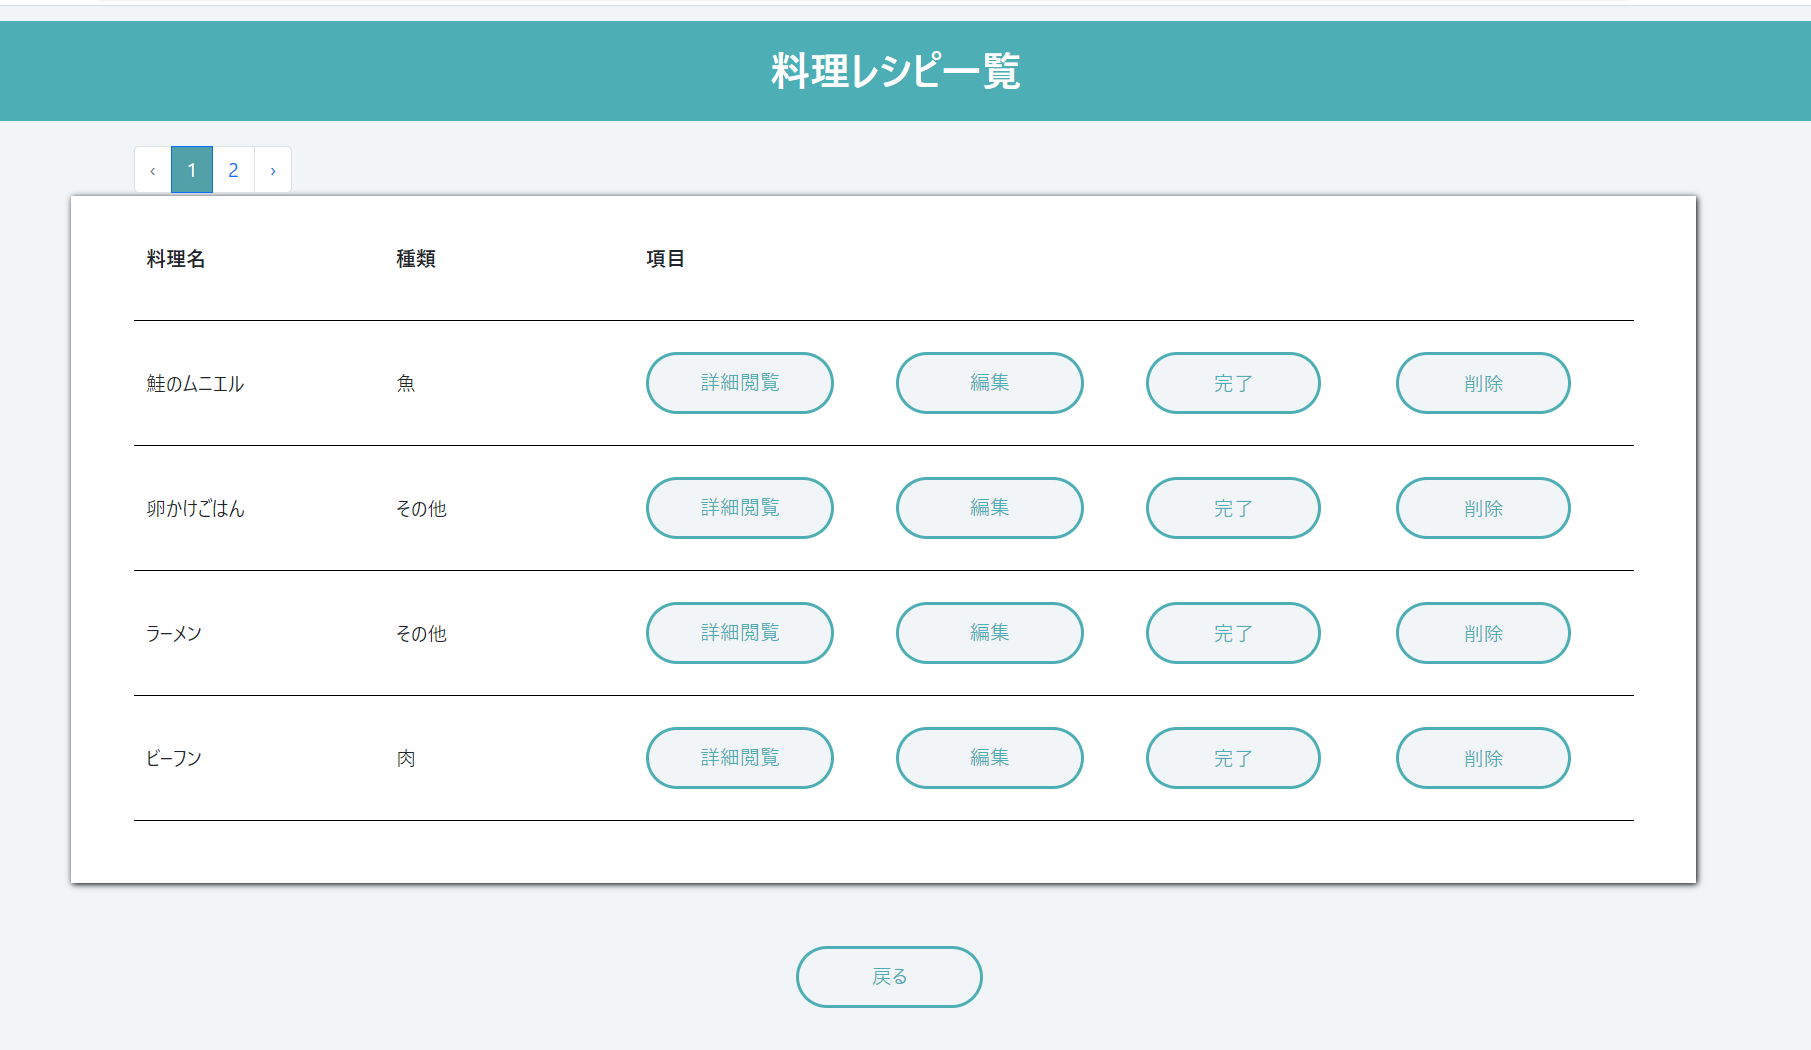 料理レシピ一覧
‹ 1 2 ›
料理名 種類 項目
鮭のムニエル 魚 詳細閲覧 編集 完了 削除
卵かけごはん その他 詳細閲覧 編集 完了 削除
ラーメン その他 詳細閲覧 編集 完了 削除
ビーフン 肉 詳細閲覧 編集 完了 削除
戻る